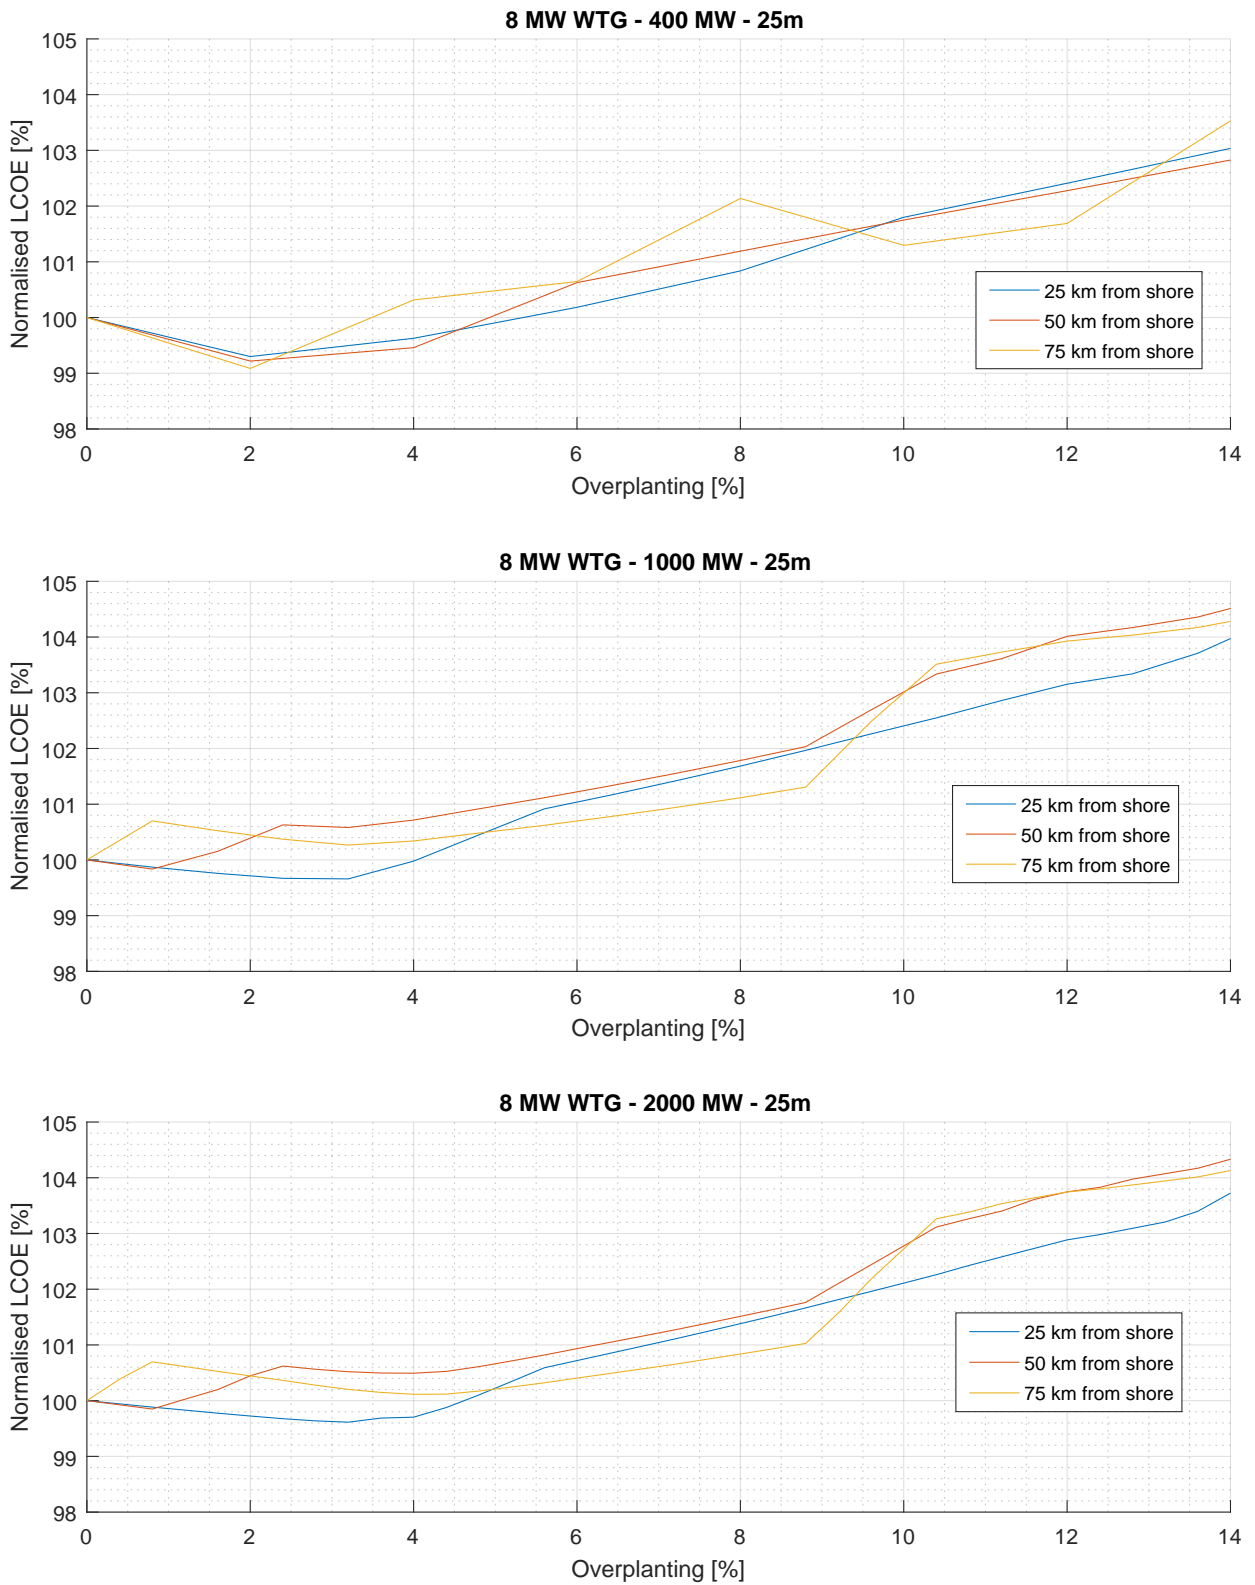 8 MW WTG - 400 MW - 25m
105
104
103
102
101
100
99
98
Normalised LCOE [%]
25 km from shore
50 km from shore
75 km from shore
0 2 4 6 8 10 12 14
Overplanting [%]
8 MW WTG - 1000 MW - 25m
105
104
103
102
101
100
99
98
Normalised LCOE [%]
25 km from shore
50 km from shore
75 km from shore
0 2 4 6 8 10 12 14
Overplanting [%]
8 MW WTG - 2000 MW - 25m
105
104
103
102
101
100
99
98
Normalised LCOE [%]
25 km from shore
50 km from shore
75 km from shore
0 2 4 6 8 10 12 14
Overplanting [%]